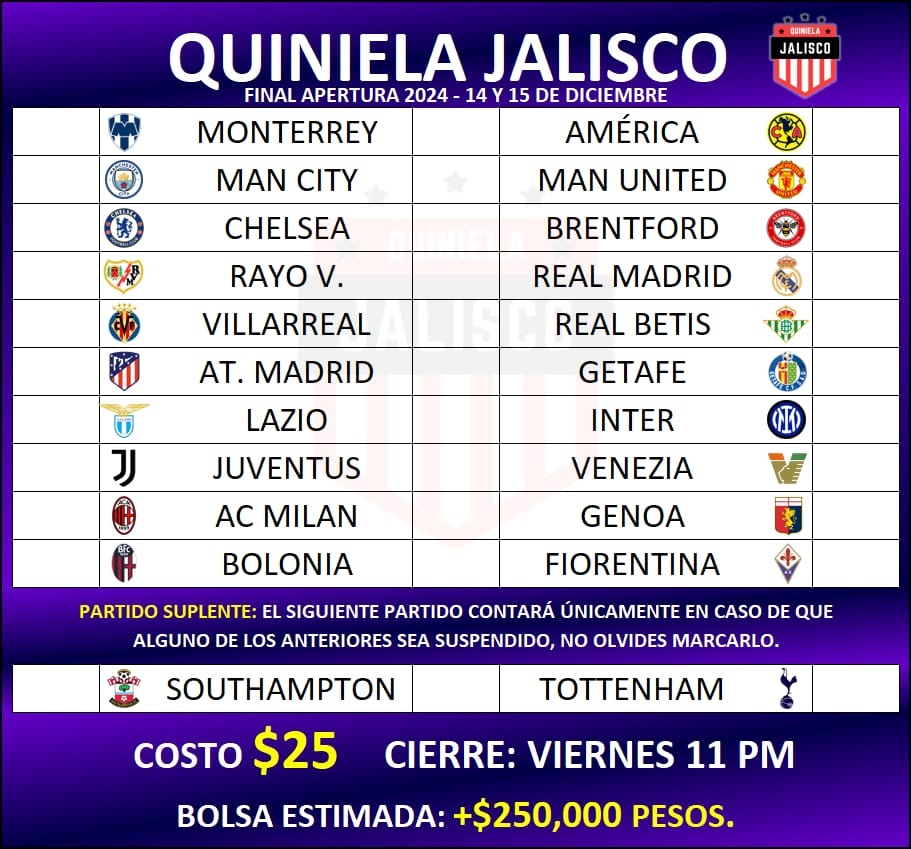 QUINIELA JALISCO
QUINIELA
JALISCO
FINAL APERTURA 2024 - 14 Y 15 DE DICIEMBRE
MONTERREY AMÉRICA
MAN CITY MAN UNITED
CHELSEA BRENTFORD
QUINIELA
RAYO V. REAL MADRID
VILLARREAL REAL BETIS
JALISCO
AT. MADRID GETAFE
LAZIO INTER
JUVENTUS VENEZIA
AC MILAN GENOA
BOLONIA FIORENTINA
PARTIDO SUPLENTE: EL SIGUIENTE PARTIDO CONTARÁ ÚNICAMENTE EN CASO DE QUE
ALGUNO DE LOS ANTERIORES SEA SUSPENDIDO, NO OLVIDES MARCARLO.
SOUTHAMPTON TOTTENHAM
COSTO $25 CIERRE: VIERNES 11 PM
BOLSA ESTIMADA: +$250,000 PESOS.